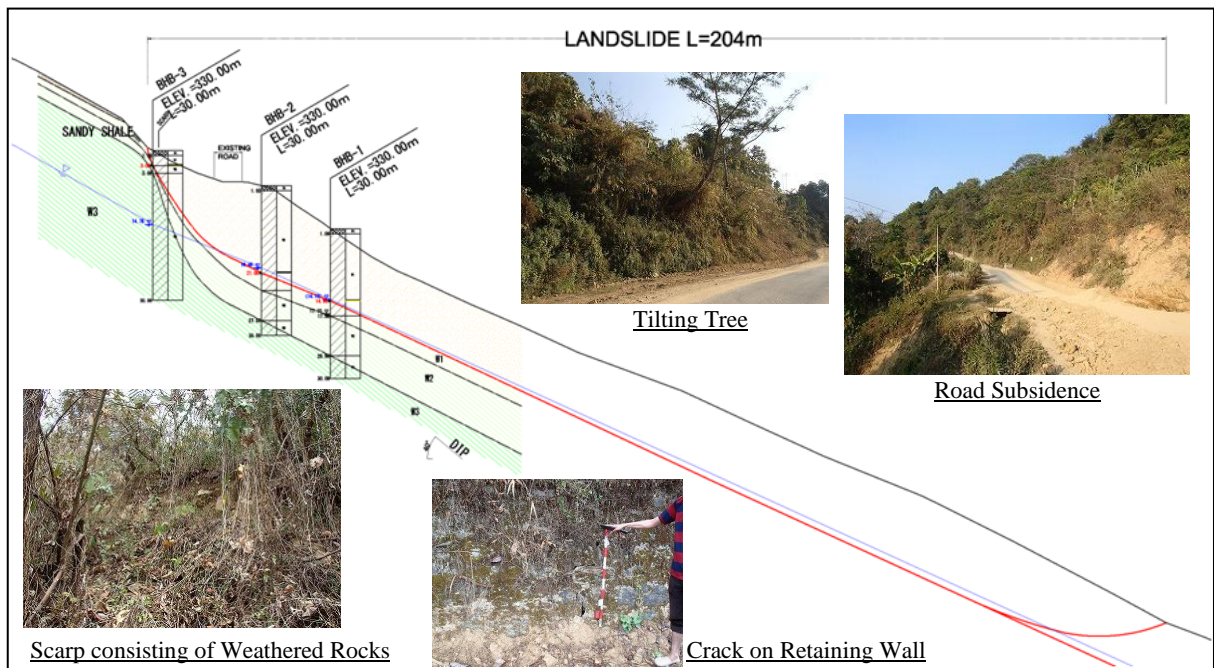 LANDSLIDE L=204m
BHB-3
ELEV. =330.00m
L=30.00m
BHB-2
ELEV. =330.00m
L=30.00m
BHB-1
ELEV. =330.00m
L=30.00m
SANDY SHALE
EXISTING
ROAD
W3
W1
W2
W3
DIP
Tilting Tree
Road Subsidence
Scarp consisting of Weathered Rocks
Crack on Retaining Wall